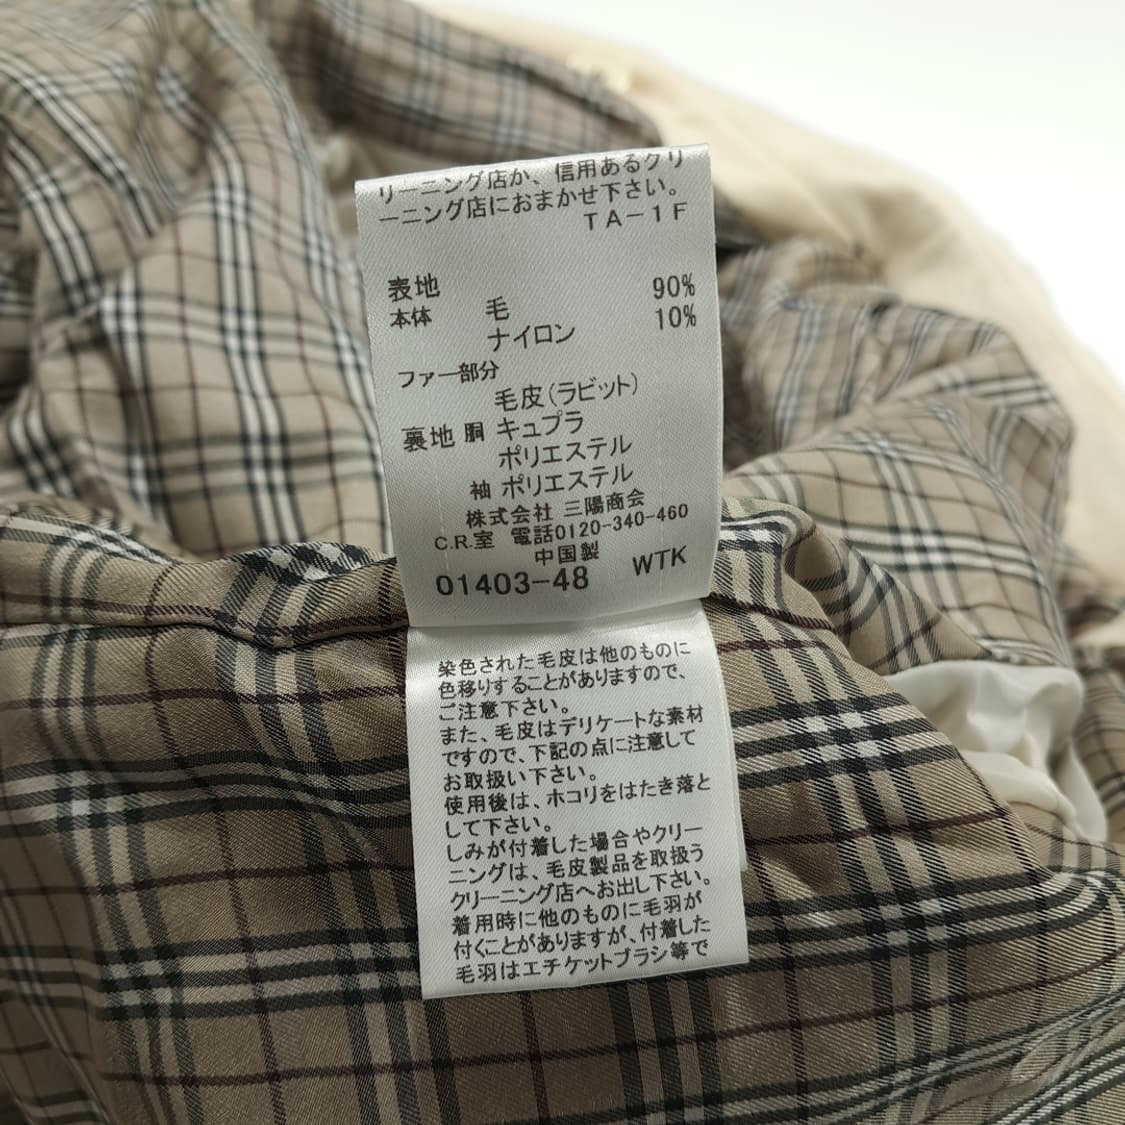 リーニング店か、信用あるクリ
ーニング店におまかせ下さい。
TA－1F
表地 90%
本体 毛 10%
ナイロン
ファー部分
毛皮(ラビット)
裏地 胴 キュプラ
ポリエステル
袖 ポリエステル
株式会社 三陽商会
C.R.室 電話0120-340-460
中国製
01403-48 WTK
染色された毛皮は他のものに
色移りすることがありますので、
ご注意下さい。
また、毛皮はデリケートな素材
ですので、下記の点に注意して
お取扱い下さい。
使用後は、ホコリをはたき落と
して下さい。
しみが付着した場合やクリー
ニングは、毛皮製品を取扱う
クリーニング店へお出し下さい。
着用時に他のものに毛羽が
付くことがありますが、付着した
毛羽はエチケットブラシ等で